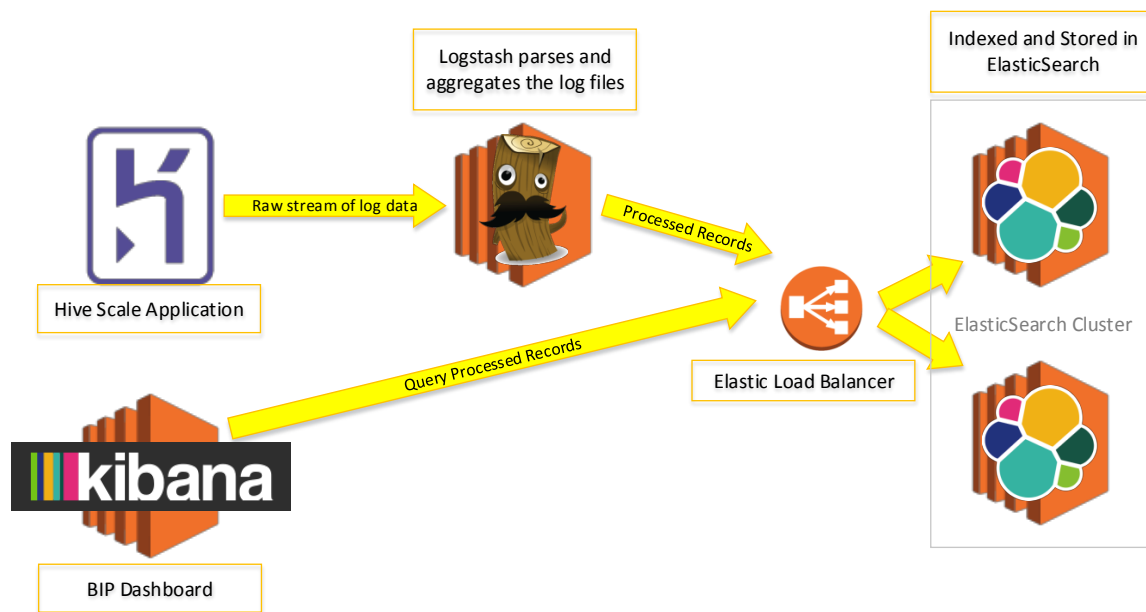 Logstash parses and
aggregates the log files
Indexed and Stored in
ElasticSearch
Raw stream of log data
Processed Records
Hive Scale Application
ElasticSearch Cluster
Query Processed Records
Elastic Load Balancer
kibana
BIP Dashboard